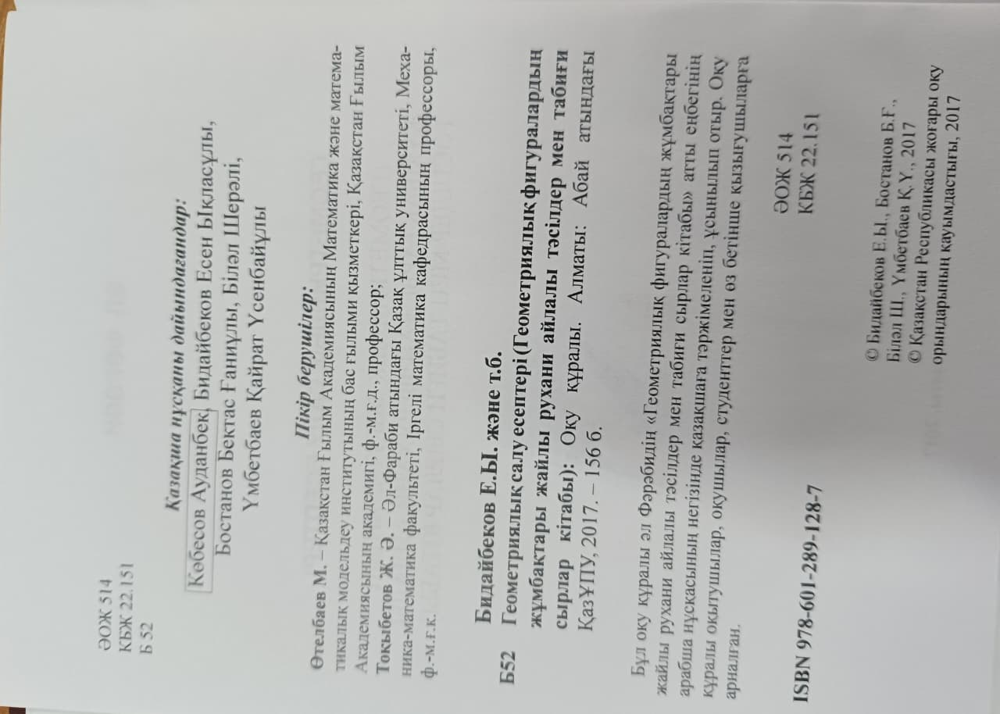 ӘОЖ 514
КБЖ 22.151
Б 52
Қазақша нұсқаны дайындағандар:
Көбесов Ауданбек, Бидайбеков Есен Ықласұлы,
Бостанов Бектас Ғаниұлы, Біләл Шерәлі,
Үмбетбаев Қайрат Үсенбайұлы
Пікір берушілер:
Өтелбаев М. – Қазақстан Ғылым Академиясының Математика және матема-
тикалық модельдеу институтының бас ғылыми қызметкері, Қазақстан Ғылым
Академиясының академигі, ф.-м.ғ.д., профессор;
Тоқыбетов Ж. Ә. – Әл-Фараби атындағы Қазақ ұлттық университеті, Меха-
ника-математика факультеті, Іргелі математика кафедрасының профессоры,
ф.-м.ғ.к.
Бидайбеков Е.Ы. және т.б.
Б52 Геометриялық салу есептері (Геометриялық фигуралардың
жұмбақтары жайлы рухани айлалы тәсілдер мен табиғи
сырлар кітабы): Оқу құралы. Алматы: Абай атындағы
ҚазҰПУ, 2017. – 156 б.
Бұл оқу құралы әл Фәрәбидің «Геометриялық фигуралардың жұмбақтары
жайлы рухани айлалы тәсілдер мен табиғи сырлар кітабы» атты еңбегінің
арабша нұсқасының негізінде қазақшаға тәржімеленіп, ұсынылып отыр. Оқу
құралы оқытушылар, оқушылар, студенттер мен өз бетінше қызығушыларға
арналған.
ӘОЖ 514
КБЖ 22.151
ISBN 978-601-289-128-7
© Бидайбеков Е.Ы., Бостанов Б.Ғ.,
Біләл Ш., Үмбетбаев Қ.Ү., 2017
© Қазақстан Республикасы жоғары оқу
орындарының қауымдастығы, 2017